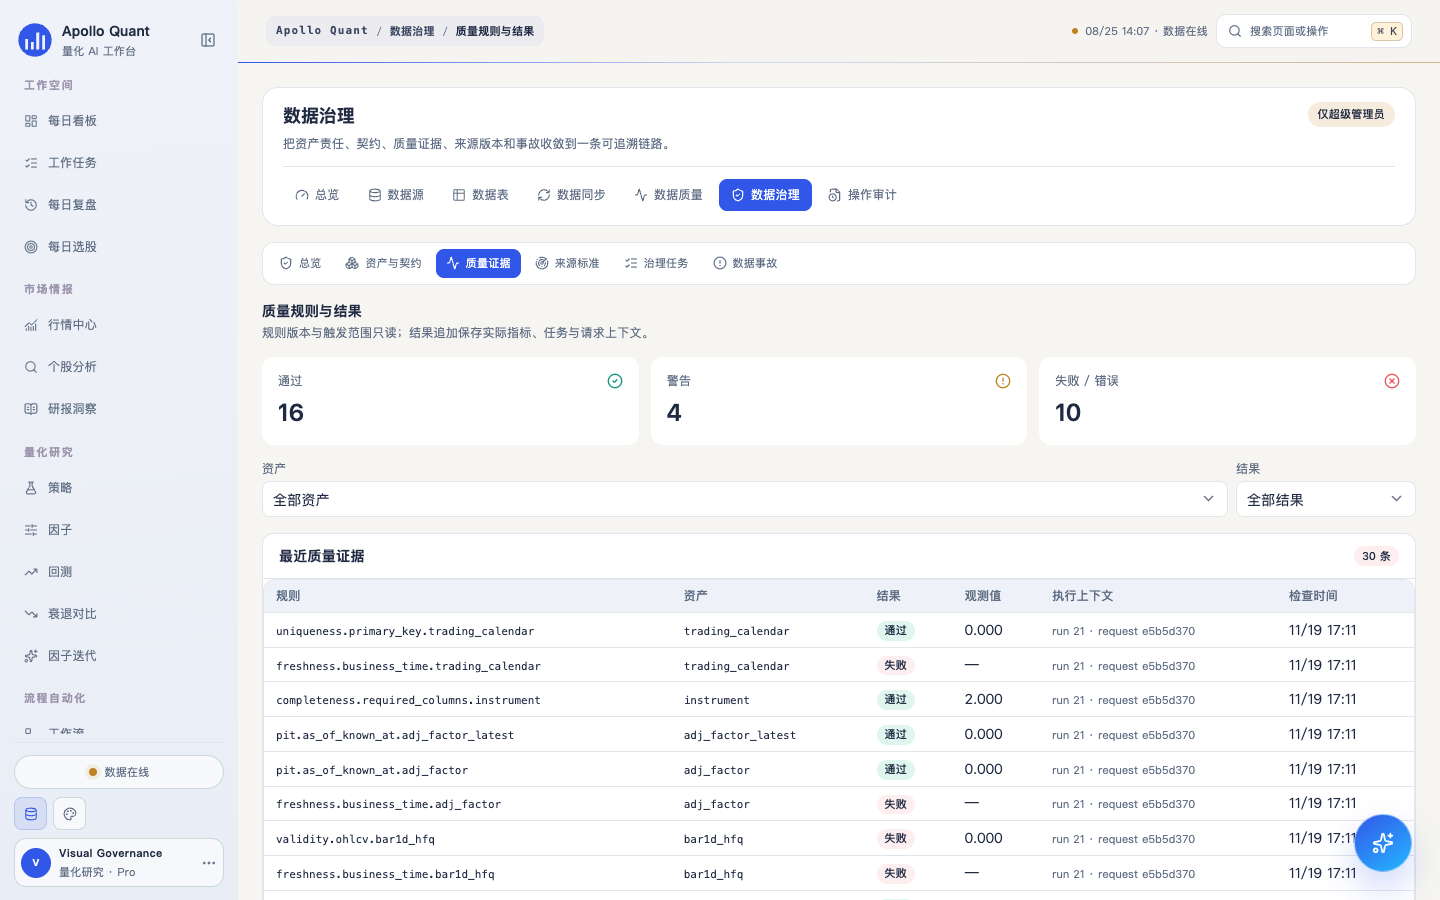 Apollo Quant
量化 AI 工作台
工作空间
每日看板
工作任务
每日复盘
每日选股
市场情报
行情中心
个股分析
研报洞察
量化研究
策略
因子
回测
衰退对比
因子迭代
流程自动化
工作流
数据在线
V
Visual Governance
量化研究 · Pro
Apollo Quant / 数据治理 / 质量规则与结果
08/25 14:07 · 数据在线
搜索页面或操作
⌘ K
数据治理
仅超级管理员
把资产责任、契约、质量证据、来源版本和事故收敛到一条可追溯链路。
总览 数据源 数据表 数据同步 数据质量 数据治理 操作审计
总览 资产与契约 质量证据 来源标准 治理任务 数据事故
质量规则与结果
规则版本与触发范围只读；结果追加保存实际指标、任务与请求上下文。
通过
16
警告
4
失败 / 错误
10
资产
全部资产
结果
全部结果
最近质量证据
30 条
规则 资产 结果 观测值 执行上下文 检查时间
uniqueness.primary_key.trading_calendar trading_calendar 通过 0.000 run 21 · request e5b5d370 11/19 17:11
freshness.business_time.trading_calendar trading_calendar 失败 — run 21 · request e5b5d370 11/19 17:11
completeness.required_columns.instrument instrument 通过 2.000 run 21 · request e5b5d370 11/19 17:11
pit.as_of_known_at.adj_factor_latest adj_factor_latest 通过 0.000 run 21 · request e5b5d370 11/19 17:11
pit.as_of_known_at.adj_factor adj_factor 通过 0.000 run 21 · request e5b5d370 11/19 17:11
freshness.business_time.adj_factor adj_factor 失败 — run 21 · request e5b5d370 11/19 17:11
validity.ohlcv.bar1d_hfq bar1d_hfq 失败 0.000 run 21 · request e5b5d370 11/19 17:11
freshness.business_time.bar1d_hfq bar1d_hfq 失败 — run 21 · request e5b5d370 11/19 17:11